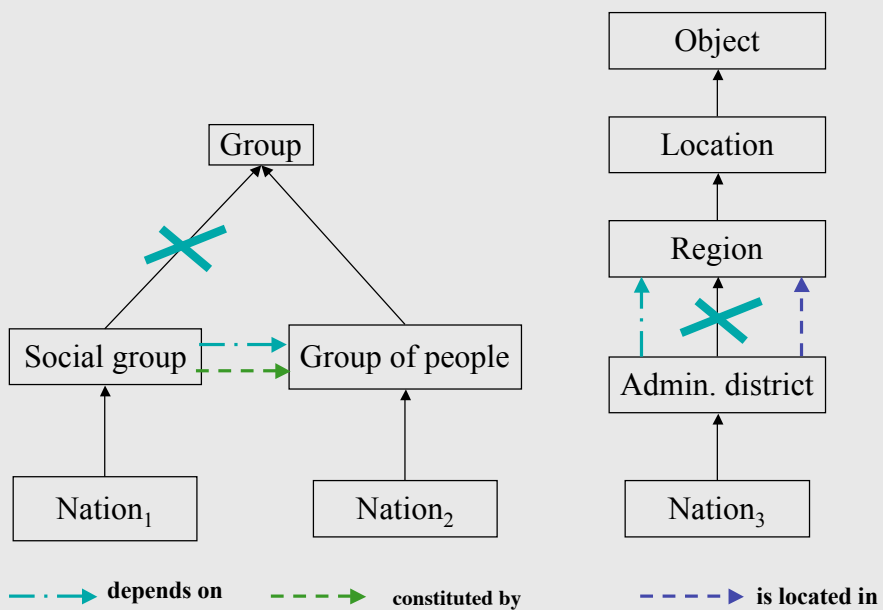 Object
Group
Location
Region
Social group
Group of people
Admin. district
Nation₁
Nation₂
Nation₃
depends on
constituted by
is located in